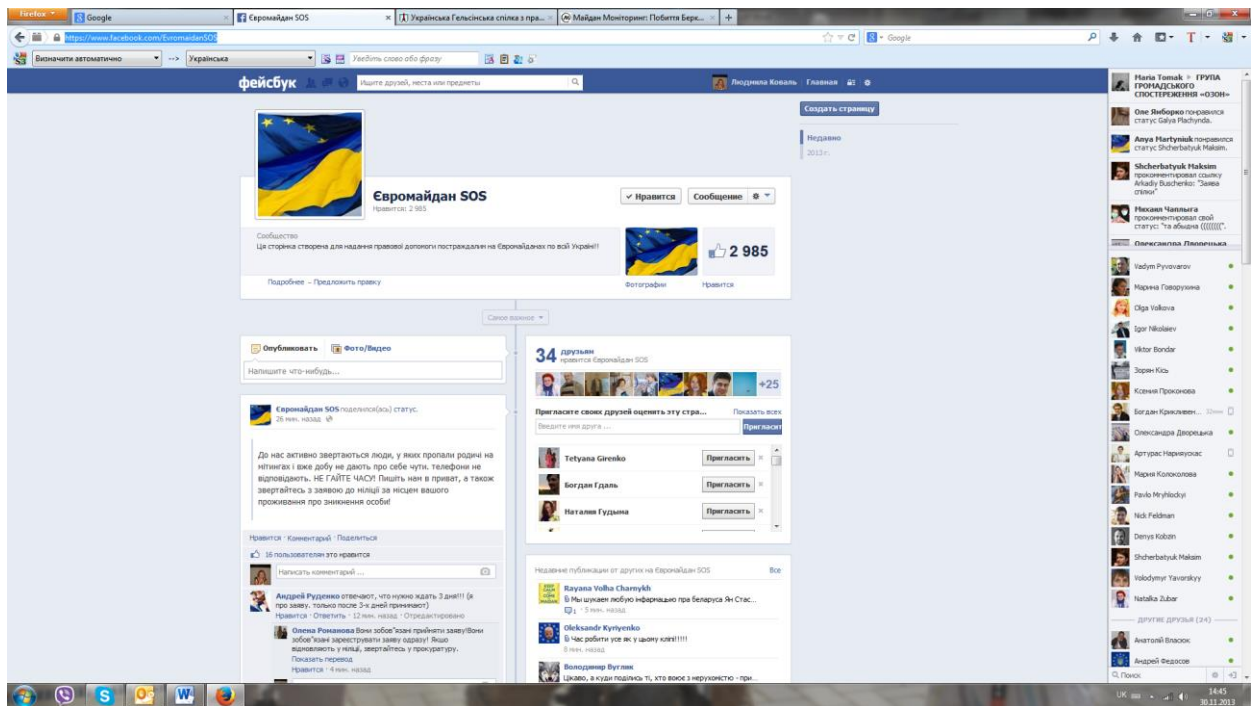 Firefox
Google
Євромайдан SOS
Українська Гельсінська спілка з пра...
Майдан Моніторинг: Побиття Берк...
https://www.facebook.com/EvromaidanSOS
Google
Визначити автоматично
-->
Українська
Уведіть слово або фразу
фейсбук
Ищите друзей, места или предметы
Людмила Коваль
Главная
Создать страницу
Недавно
2013 г.
Євромайдан SOS
Нравится: 2 985
Нравится
Сообщение
Сообщество
Ця сторінка створена для надання правової допомоги постраждалим на Євромайданах по всій Україні!!!
2 985
Подробнее – Предложить правку
Фотографии
Нравится
Самое важное
Опубликовать
Фото/Видео
Напишите что-нибудь...
Євромайдан SOS поделился(ась) статус.
26 мин. назад
До нас активно звертаються люди, у яких пропали родичі на
мітингах і вже добу не дають про себе чути. телефони не
відповідають. НЕ ГАЙТЕ ЧАСУ! Пишіть нам в приват, а також
звертайтесь з заявою до міліції за місцем вашого
проживання про зникнення особи!
Нравится · Комментарий · Поделиться
16 пользователям это нравится
Написать комментарий ...
Андрей Руденко отвечают, что нужно ждать 3 дня!!! (а
про заяву. только после 3-х дней принимают)
Нравится · Ответить · 12 мин. назад · Отредактировано
Олена Романова Вони зобов"язані прийняти заяву!Вони
зобов"язані зареєструвати заяву одразу! Якщо
відмовляють у міліції, звертайтесь у прокуратуру.
Показать перевод
Нравится · 4 мин. назад
34 друзьям
нравится Євромайдан SOS
+25
Пригласите своих друзей оценить эту стра...
Показать всех
Введите имя друга ...
Пригласит
Tetyana Girenko
Пригласить
Богдан Гдаль
Пригласить
Наталия Гудыма
Пригласить
Недавние публикации от других на Євромайдан SOS
Все
Rayana Volha Charnykh
Мы шукаем любую інфармацыю пра беларуса Ян Стас...
1 · 5 мин. назад
Oleksandr Kyriyenko
Час робити усе як у цьому кліпі!!!!!
8 мин. назад
Володимир Вуглик
Цікаво, а куди поділись ті, хто воює з нерухомістю - при...
Maria Tomak ▸ ГРУПА
ГРОМАДСЬКОГО
СПОСТЕРЕЖЕННЯ «ОЗОН»
Оле Янборко понравился
статус Galya Plachynda.
Anya Martyniuk понравился
статус Shcherbatyuk Maksim.
Shcherbatyuk Maksim
прокомментировал ссылку
Arkadiy Buschenko: "Заява
спілки"
Михаил Чаплыга
прокомментировал свой
статус: "та абыдна ((((((((".
Олександра Дворецька
Vadym Pyvovarov
Марина Говорухина
Olga Volkova
Igor Nikolaiev
Viktor Bondar
Зорян Кісь
Ксения Проконова
Богдан Крикливен...
Олександра Дворецька
Артурас Нарияускас
Мария Колоколова
Pavlo Mryhlockyi
Nick Feldman
Denys Kobzin
Shcherbatyuk Maksim
Volodymyr Yavorskyy
Natalka Zubar
ДРУГИЕ ДРУЗЬЯ (24)
Анатолій Власюк
Андрей Федосов
Поиск
UK
14:45
30.11.2013